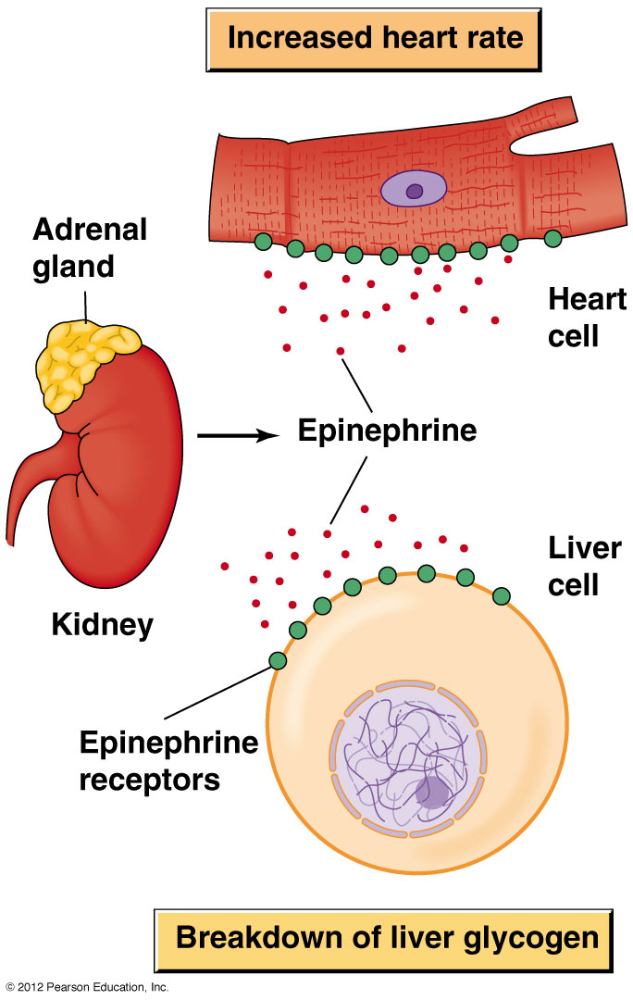 Increased heart rate
Adrenal
gland
Heart
cell
Epinephrine
Liver
cell
Kidney
Epinephrine
receptors
Breakdown of liver glycogen
© 2012 Pearson Education, Inc.